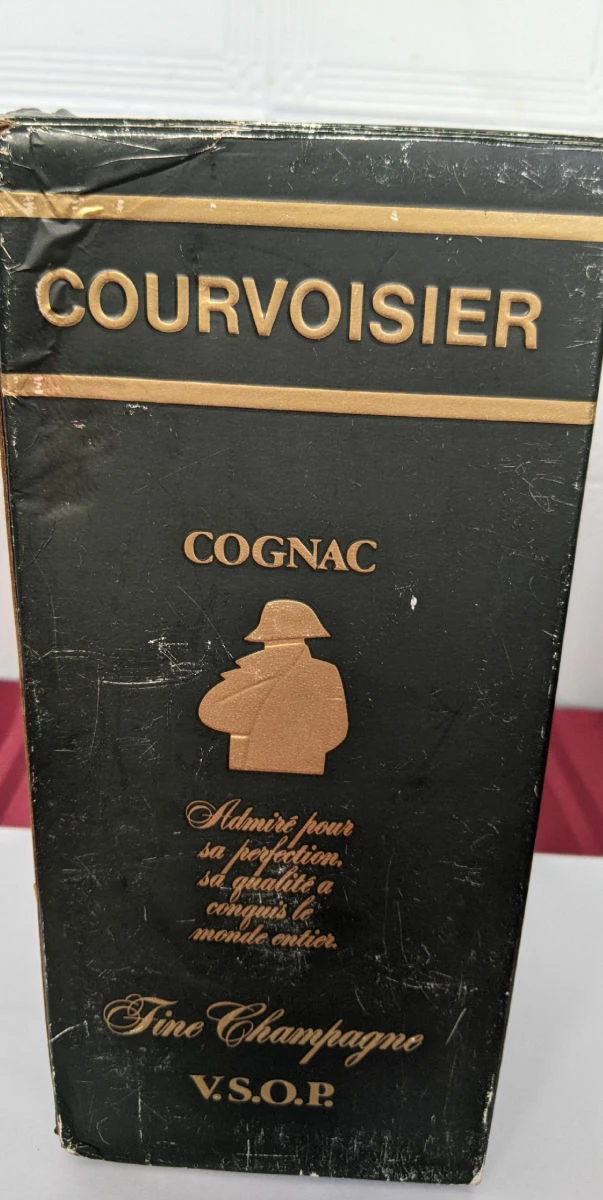 COURVOISIER
COGNAC
Admiré pour
sa perfection.
sa qualité a
conquis le
monde entier.
Fine Champagne
V.S.O.P.